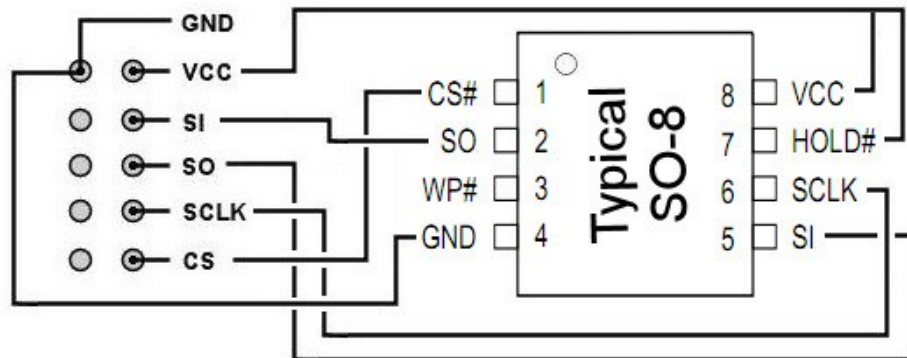 GND
VCC
SI
SO
SCLK
CS
CS# 1
SO 2
WP# 3
GND 4
Typical
SO-8
8 VCC
7 HOLD#
6 SCLK
5 SI